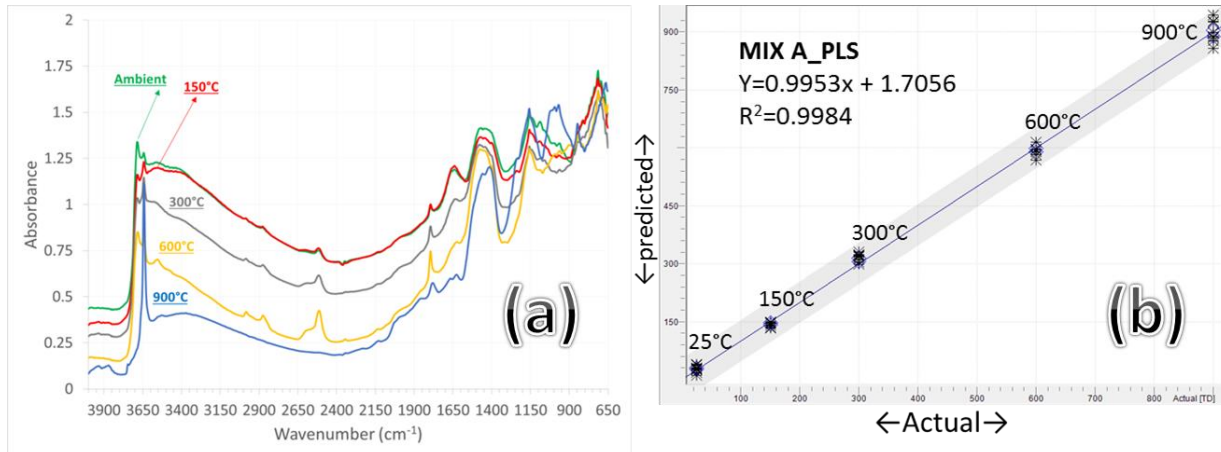 2
1.75
1.5
1.25
1
0.75
0.5
0.25
0
Absorbance
Ambient
150°C
300°C
600°C
900°C
(a)
3900 3650 3400 3150 2900 2650 2400 2150 1900 1650 1400 1150 900 650
Wavenumber (cm-1)
MIX A_PLS
Y=0.9953x + 1.7056
R2=0.9984
900
750
450
300
150
←predicted→
900°C
600°C
300°C
150°C
25°C
(b)
100 200 300 400 500 600 700 800 Actual [TD]
←Actual→